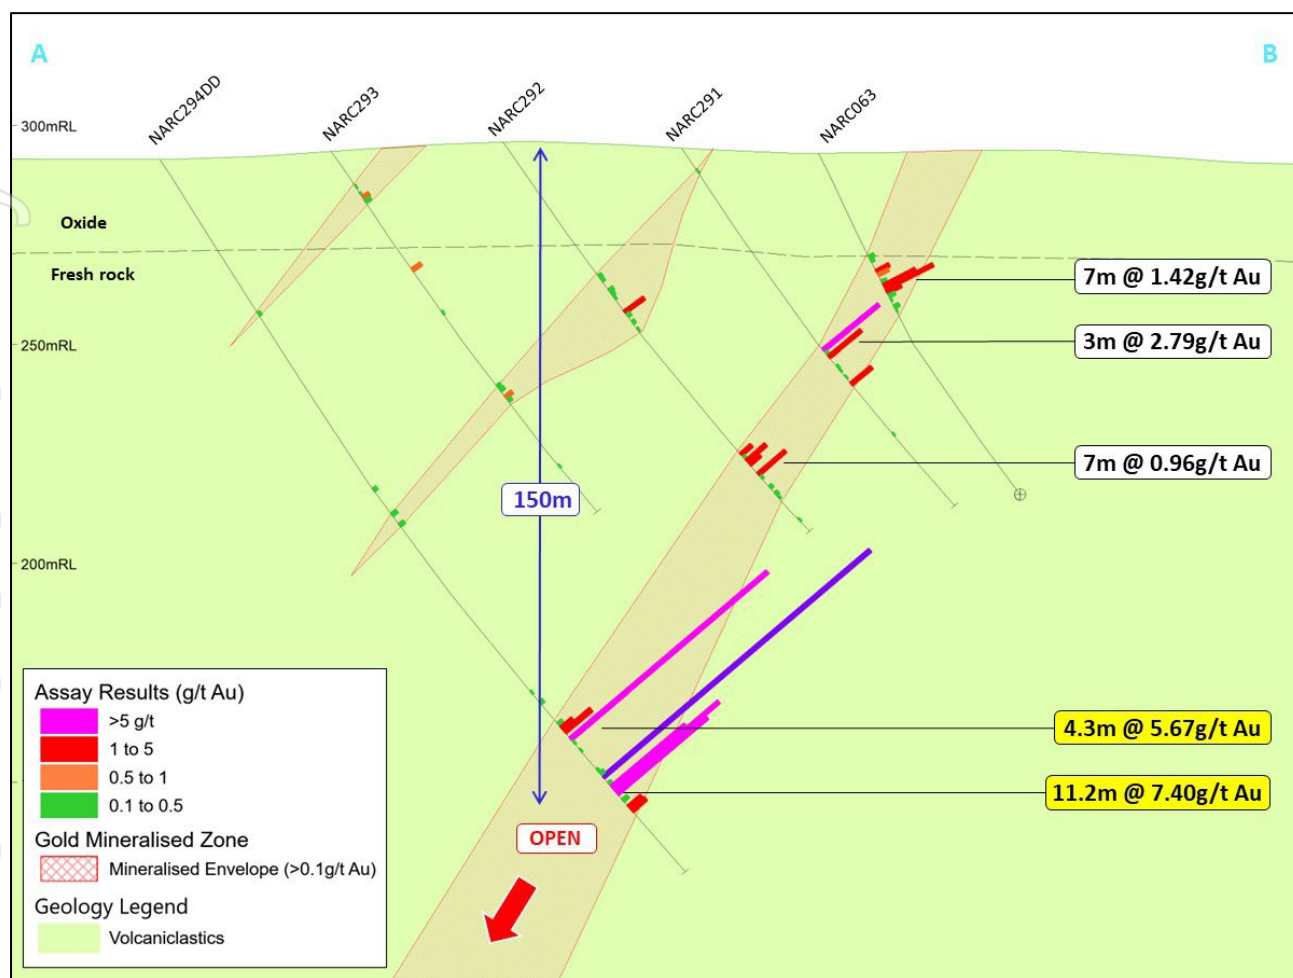 A
B
NARC294DD
NARC293
NARC292
NARC291
NARC063
300mRL
Oxide
Fresh rock
7m @ 1.42g/t Au
3m @ 2.79g/t Au
250mRL
7m @ 0.96g/t Au
150m
200mRL
Assay Results (g/t Au)
>5 g/t
1 to 5
0.5 to 1
0.1 to 0.5
Gold Mineralised Zone
Mineralised Envelope (>0.1g/t Au)
Geology Legend
Volcaniclastics
4.3m @ 5.67g/t Au
11.2m @ 7.40g/t Au
OPEN